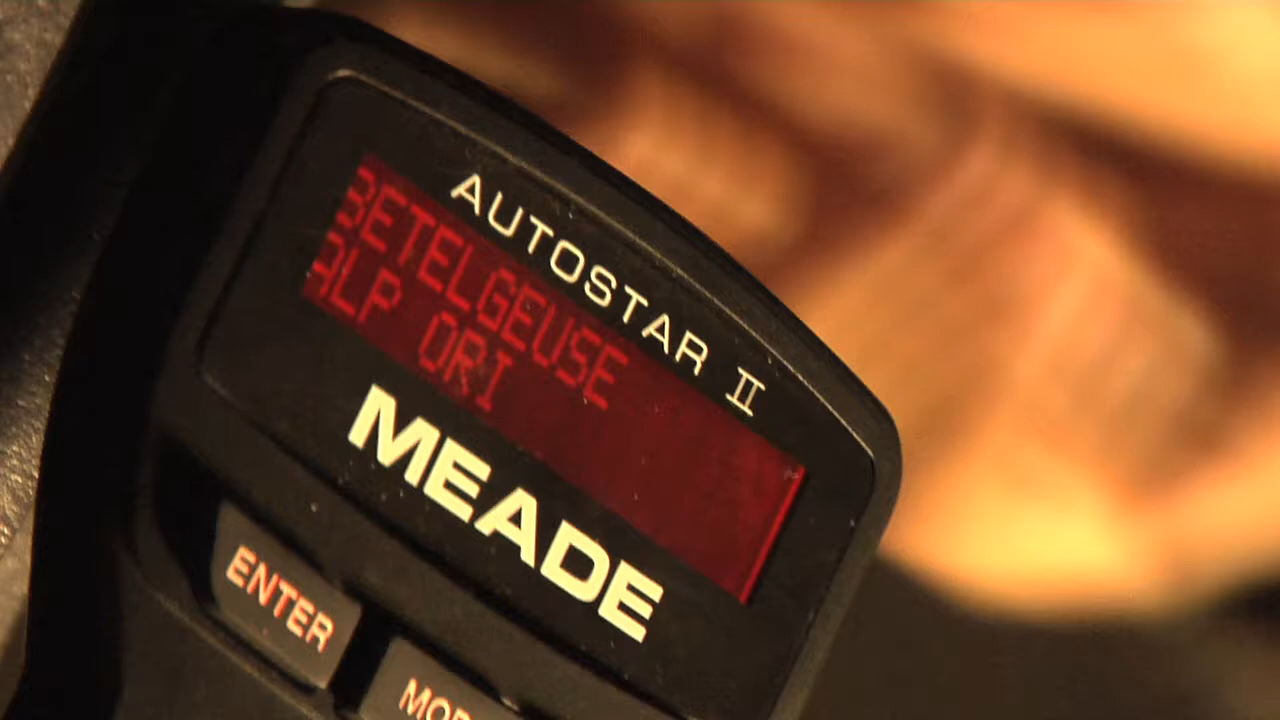 AUTOSTAR II
BETELGEUSE
ALP ORI
MEADE
ENTER